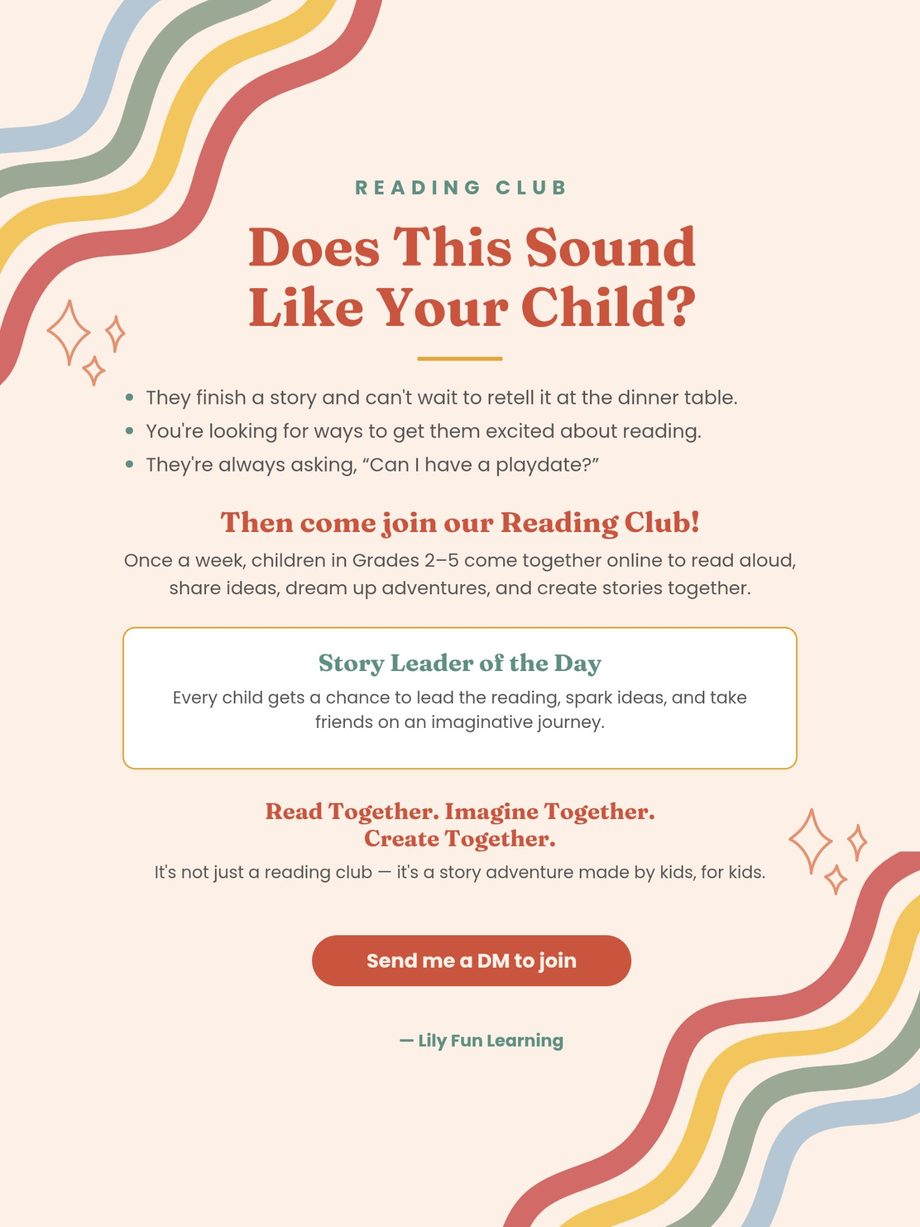 READING CLUB
Does This Sound
Like Your Child?
• They finish a story and can't wait to retell it at the dinner table.
• You're looking for ways to get them excited about reading.
• They're always asking, “Can I have a playdate?”
Then come join our Reading Club!
Once a week, children in Grades 2–5 come together online to read aloud,
share ideas, dream up adventures, and create stories together.
Story Leader of the Day
Every child gets a chance to lead the reading, spark ideas, and take
friends on an imaginative journey.
Read Together. Imagine Together.
Create Together.
It's not just a reading club — it's a story adventure made by kids, for kids.
Send me a DM to join
— Lily Fun Learning